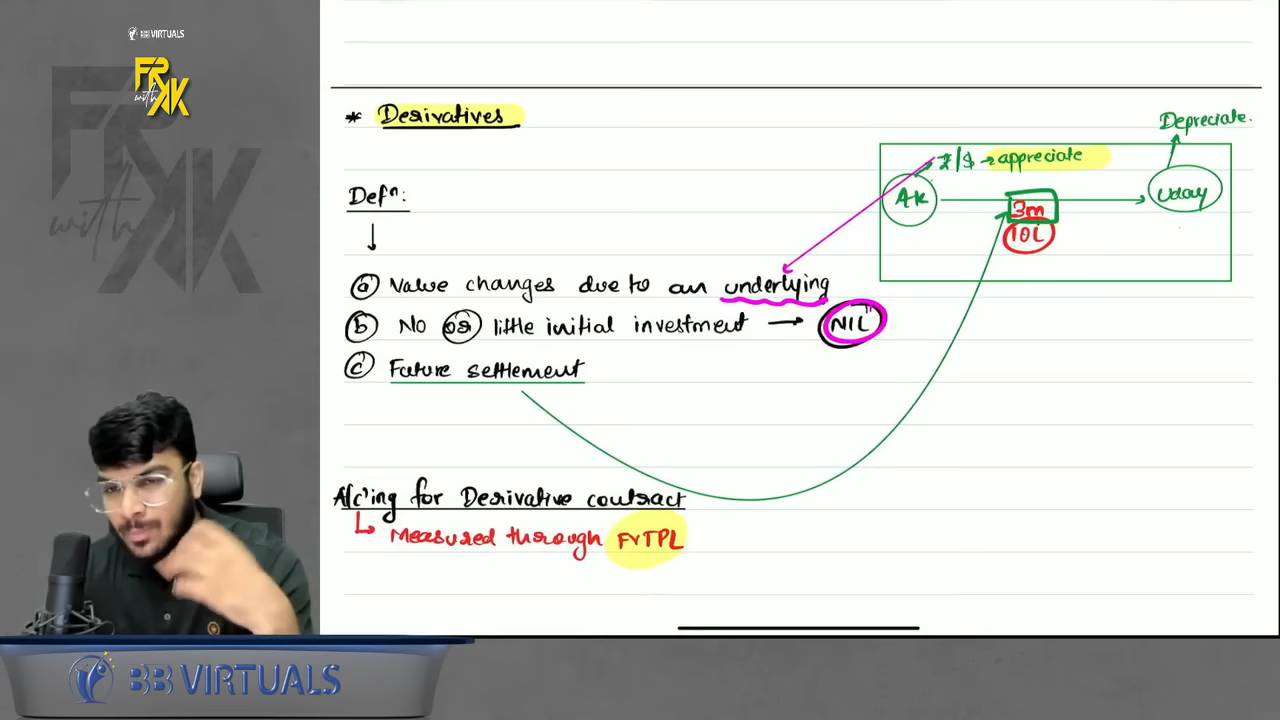 BB VIRTUALS
FR
with AK
* Derivatives
Depreciate.
₹/$ → appreciate
Defn:
AK
3m
Uday
10L
(a) Value changes due to an underlying
(b) No (or) little initial investment → NIL
(c) Future settlement
A/c'ing for Derivative contract
↳ Measured through FVTPL
BB VIRTUALS